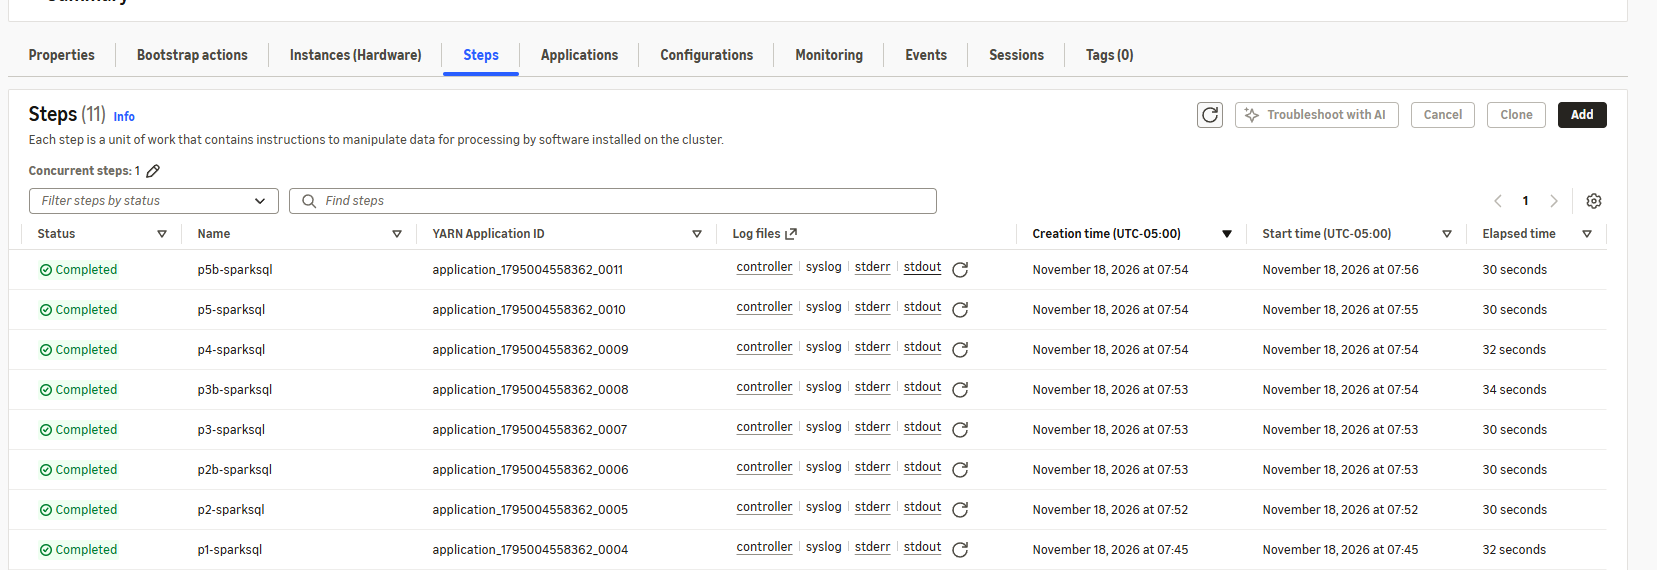 Summary
Properties Bootstrap actions Instances (Hardware) Steps Applications Configurations Monitoring Events Sessions Tags (0)
Steps (11) Info Troubleshoot with AI Cancel Clone Add
Each step is a unit of work that contains instructions to manipulate data for processing by software installed on the cluster.
Concurrent steps: 1
Filter steps by status Find steps 1
Status Name YARN Application ID Log files Creation time (UTC-05:00) Start time (UTC-05:00) Elapsed time
Completed p5b-sparksql application_1795004558362_0011 controller syslog stderr stdout November 18, 2026 at 07:54 November 18, 2026 at 07:56 30 seconds
Completed p5-sparksql application_1795004558362_0010 controller syslog stderr stdout November 18, 2026 at 07:54 November 18, 2026 at 07:55 30 seconds
Completed p4-sparksql application_1795004558362_0009 controller syslog stderr stdout November 18, 2026 at 07:54 November 18, 2026 at 07:54 32 seconds
Completed p3b-sparksql application_1795004558362_0008 controller syslog stderr stdout November 18, 2026 at 07:53 November 18, 2026 at 07:54 34 seconds
Completed p3-sparksql application_1795004558362_0007 controller syslog stderr stdout November 18, 2026 at 07:53 November 18, 2026 at 07:53 30 seconds
Completed p2b-sparksql application_1795004558362_0006 controller syslog stderr stdout November 18, 2026 at 07:53 November 18, 2026 at 07:53 30 seconds
Completed p2-sparksql application_1795004558362_0005 controller syslog stderr stdout November 18, 2026 at 07:52 November 18, 2026 at 07:52 30 seconds
Completed p1-sparksql application_1795004558362_0004 controller syslog stderr stdout November 18, 2026 at 07:45 November 18, 2026 at 07:45 32 seconds